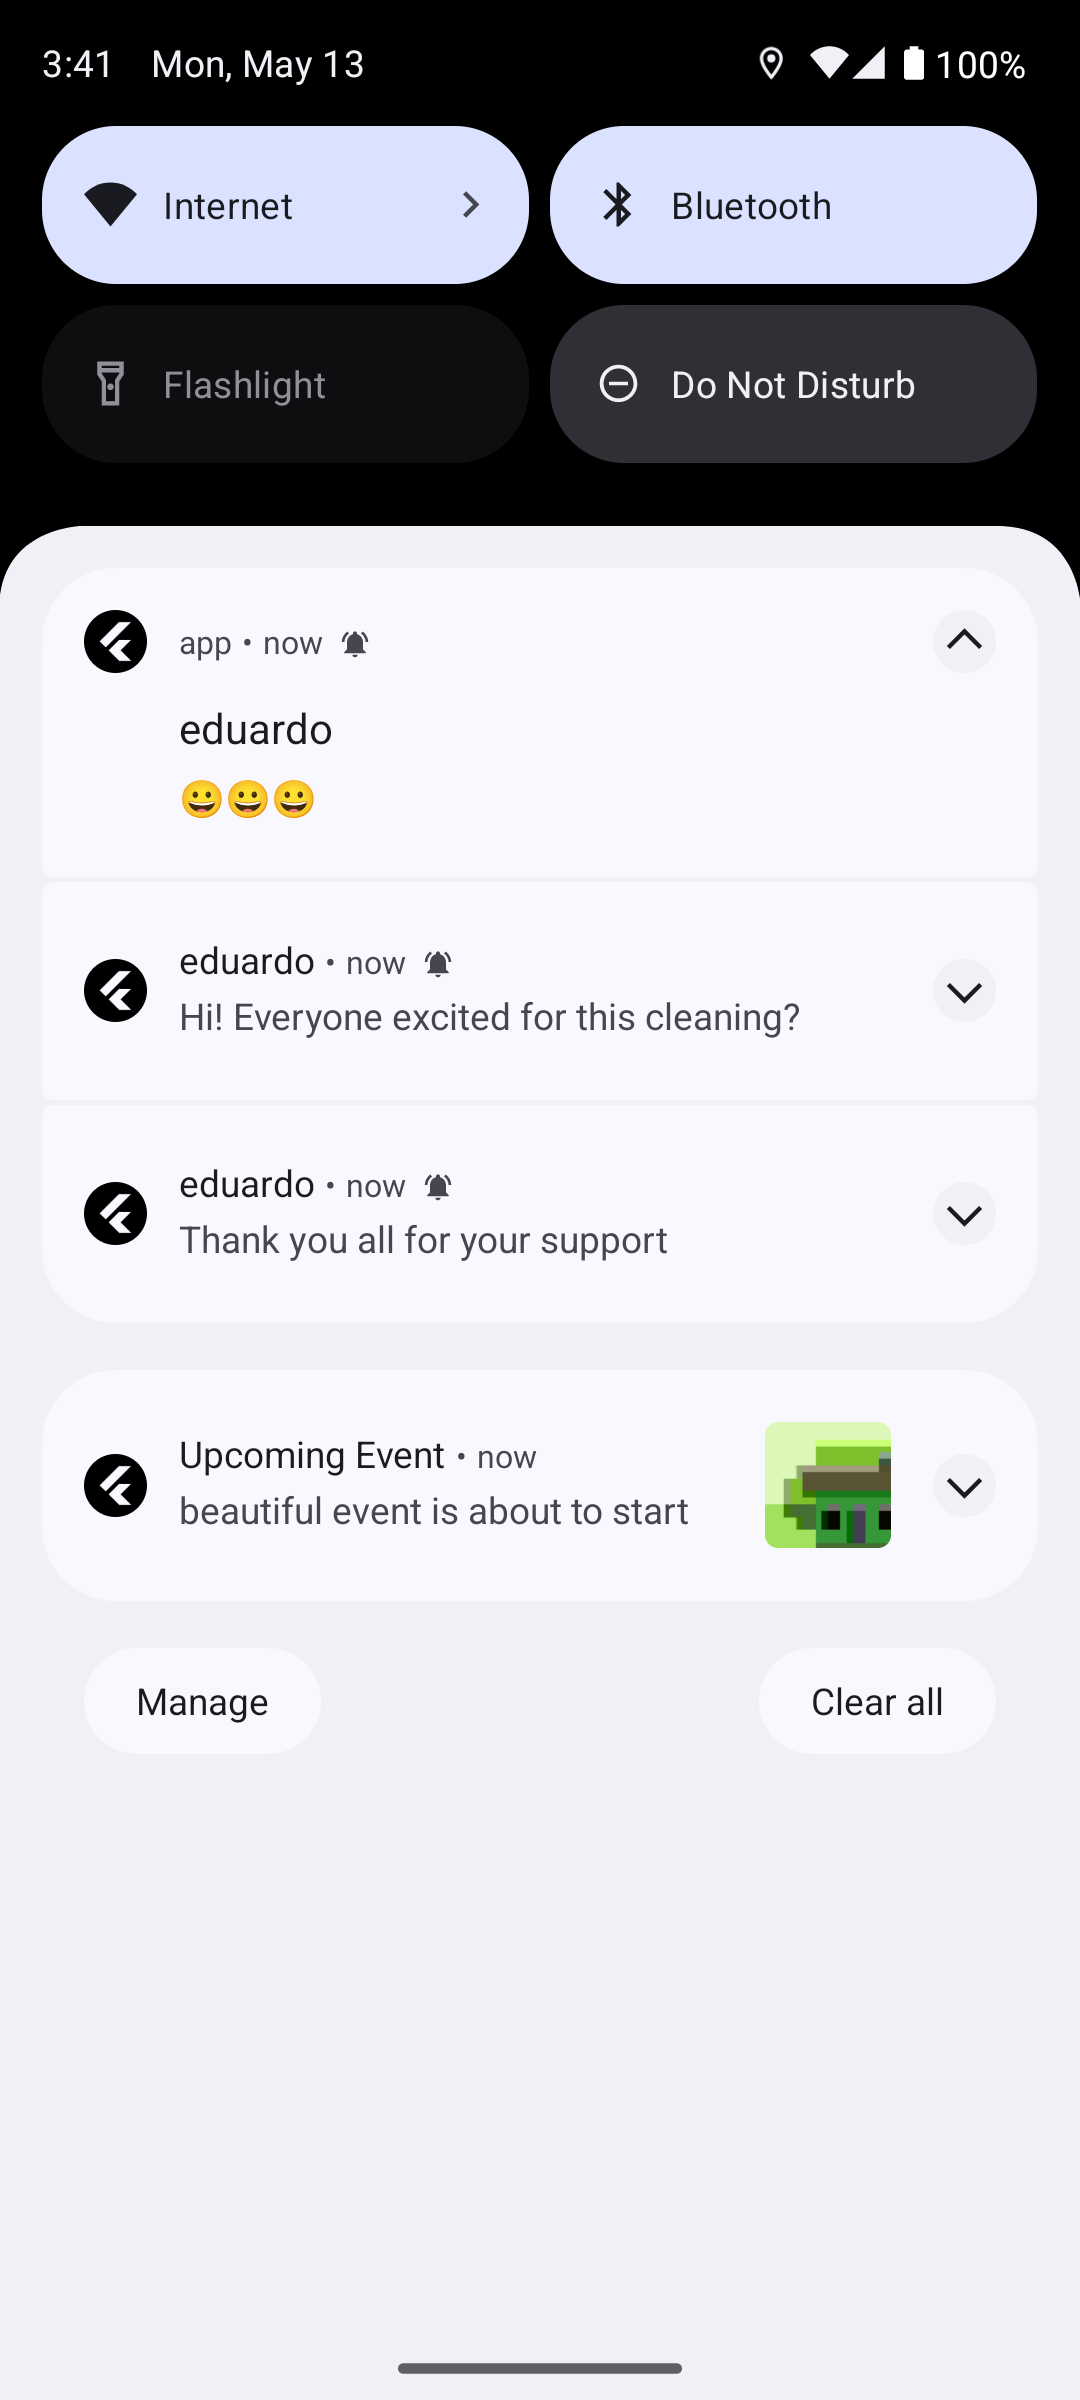 3:41 Mon, May 13 100%
Internet Bluetooth
Flashlight Do Not Disturb
app • now
eduardo
😀😀😀
eduardo • now
Hi! Everyone excited for this cleaning?
eduardo • now
Thank you all for your support
Upcoming Event • now
beautiful event is about to start
Manage Clear all